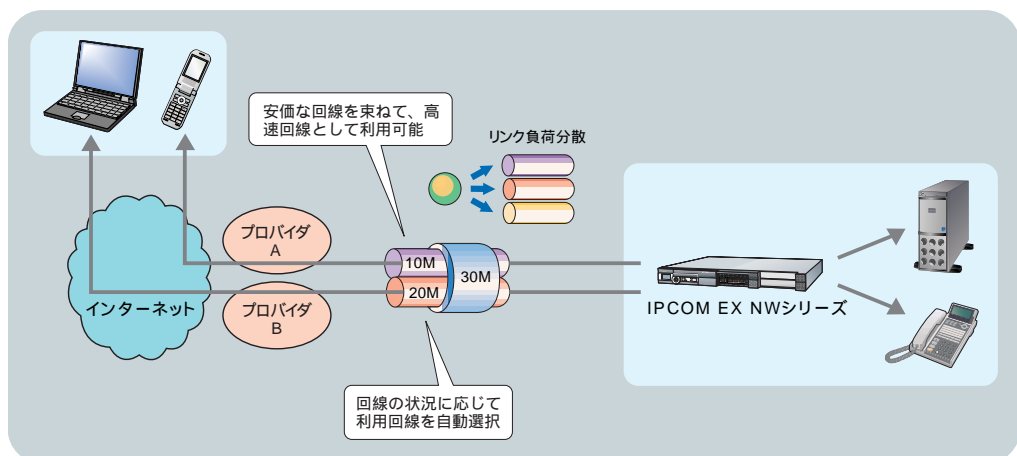 安価な回線を束ねて、高
速回線として利用可能
リンク負荷分散
プロバイダ
A
10M
30M
20M
インターネット
プロバイダ
B
IPCOM EX NWシリーズ
回線の状況に応じて
利用回線を自動選択